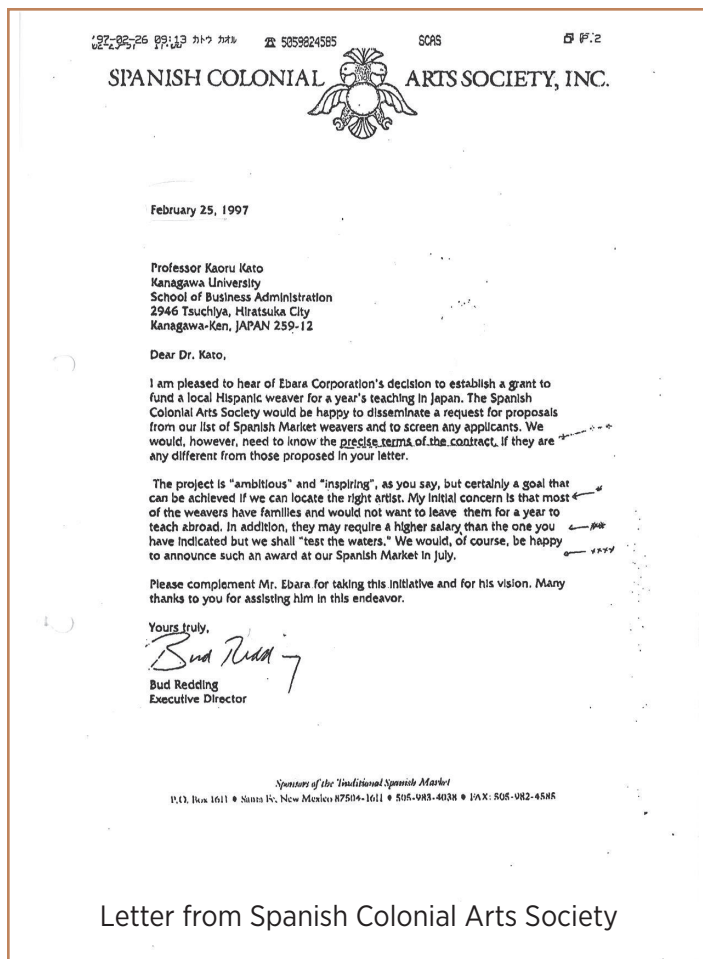 '97-02-26 09:13 カトウ カオル ☎ 5059824585 SCAS P.2
SPANISH COLONIAL ARTS SOCIETY, INC.
February 25, 1997
Professor Kaoru Kato
Kanagawa University
School of Business Administration
2946 Tsuchiya, Hiratsuka City
Kanagawa-Ken, JAPAN 259-12
Dear Dr. Kato,
I am pleased to hear of Ebara Corporation's decision to establish a grant to
fund a local Hispanic weaver for a year's teaching in Japan. The Spanish
Colonial Arts Society would be happy to disseminate a request for proposals
from our list of Spanish Market weavers and to screen any applicants. We
would, however, need to know the precise terms of the contract, if they are
any different from those proposed in your letter.
The project is "ambitious" and "inspiring", as you say, but certainly a goal that
can be achieved if we can locate the right artist. My initial concern is that most
of the weavers have families and would not want to leave them for a year to
teach abroad. In addition, they may require a higher salary than the one you
have indicated but we shall "test the waters." We would, of course, be happy
to announce such an award at our Spanish Market in July.
Please complement Mr. Ebara for taking this initiative and for his vision. Many
thanks to you for assisting him in this endeavor.
Yours truly,
Bud Redding
Bud Redding
Executive Director
Sponsors of the Traditional Spanish Market
P.O. Box 1611 ♦ Santa Fe, New Mexico 87504-1611 ♦ 505-983-4038 ♦ FAX: 505-982-4585
Letter from Spanish Colonial Arts Society